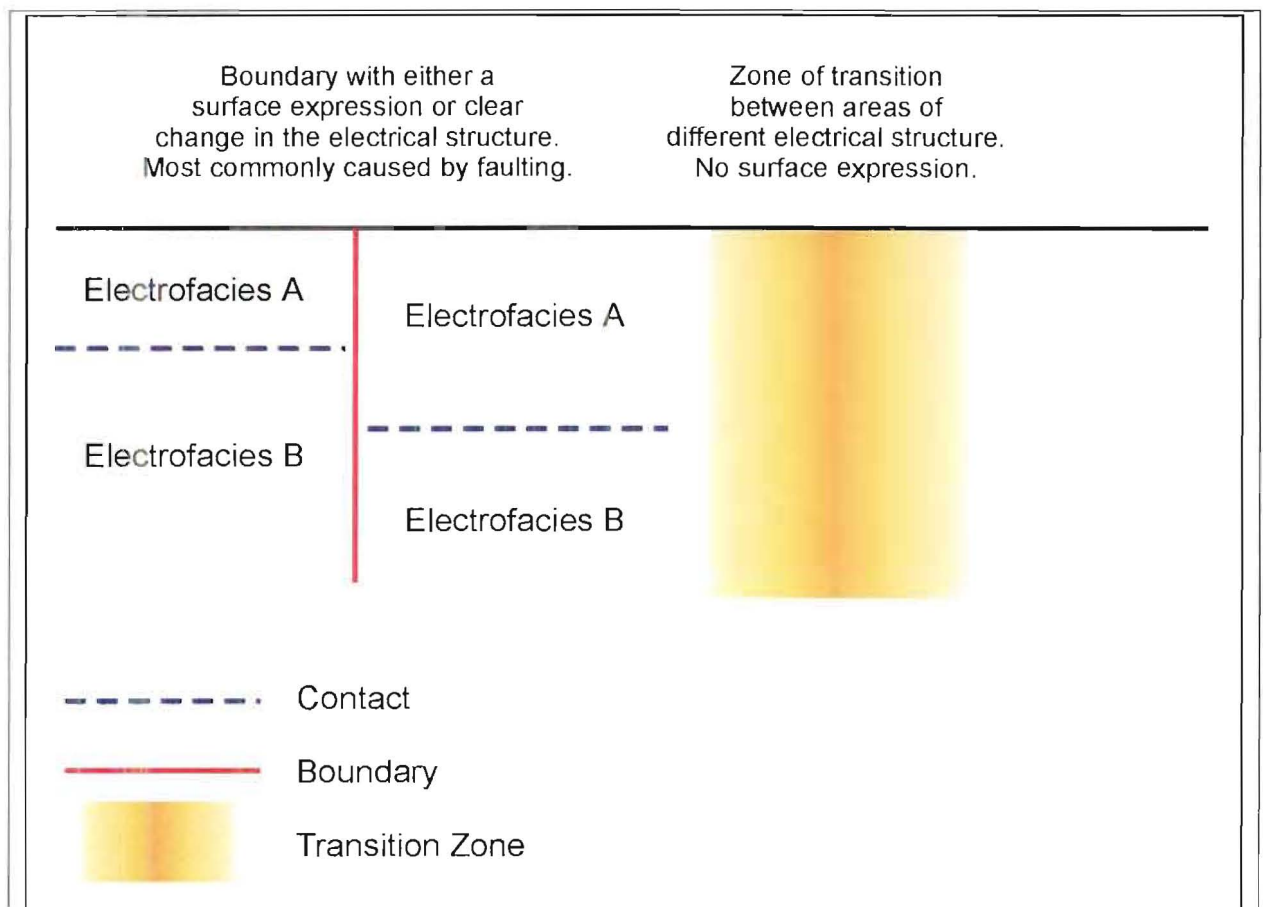 Boundary with either a
surface expression or clear
change in the electrical structure.
Most commonly caused by faulting.
Zone of transition
between areas of
different electrical structure.
No surface expression.
Electrofacies A
Electrofacies B
Electrofacies A
Electrofacies B
Contact
Boundary
Transition Zone